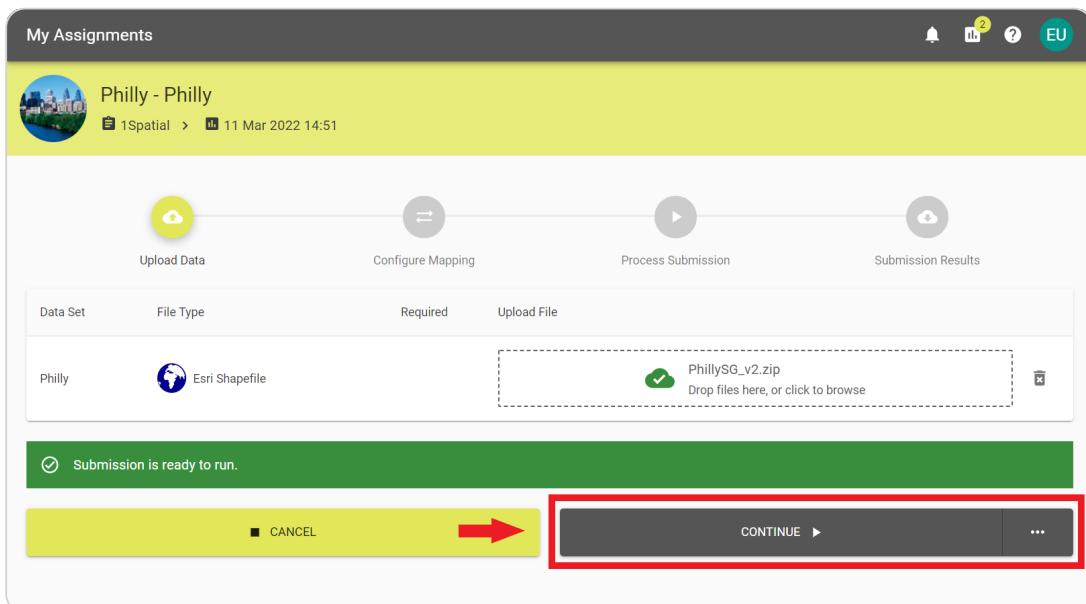 My Assignments
2
EU
Philly - Philly
1Spatial > 11 Mar 2022 14:51
Upload Data
Configure Mapping
Process Submission
Submission Results
Data Set File Type Required Upload File
Philly Esri Shapefile
PhillySG_v2.zip
Drop files here, or click to browse
Submission is ready to run.
CANCEL
CONTINUE